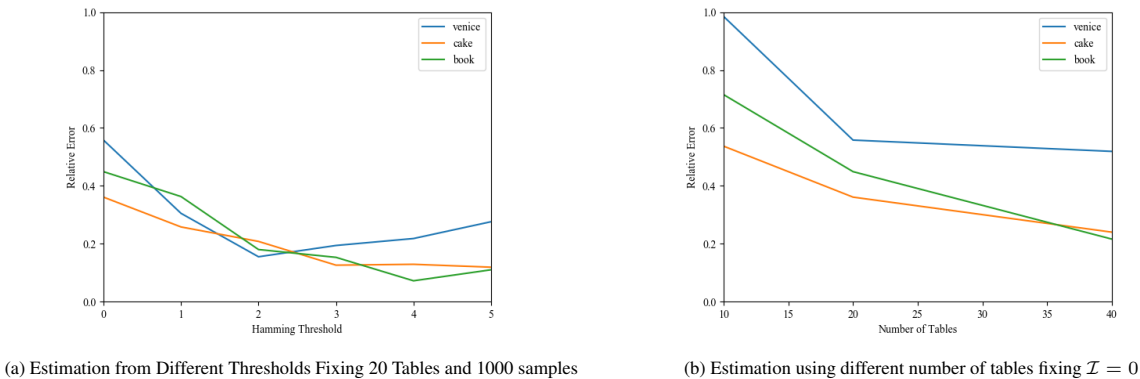 1.0
0.8
0.6
0.4
0.2
0.0
Relative Error
0 1 2 3 4 5
Hamming Threshold
venice
cake
book
(a) Estimation from Different Thresholds Fixing 20 Tables and 1000 samples
1.0
0.8
0.6
0.4
0.2
0.0
Relative Error
10 15 20 25 30 35 40
Number of Tables
venice
cake
book
(b) Estimation using different number of tables fixing ℐ = 0